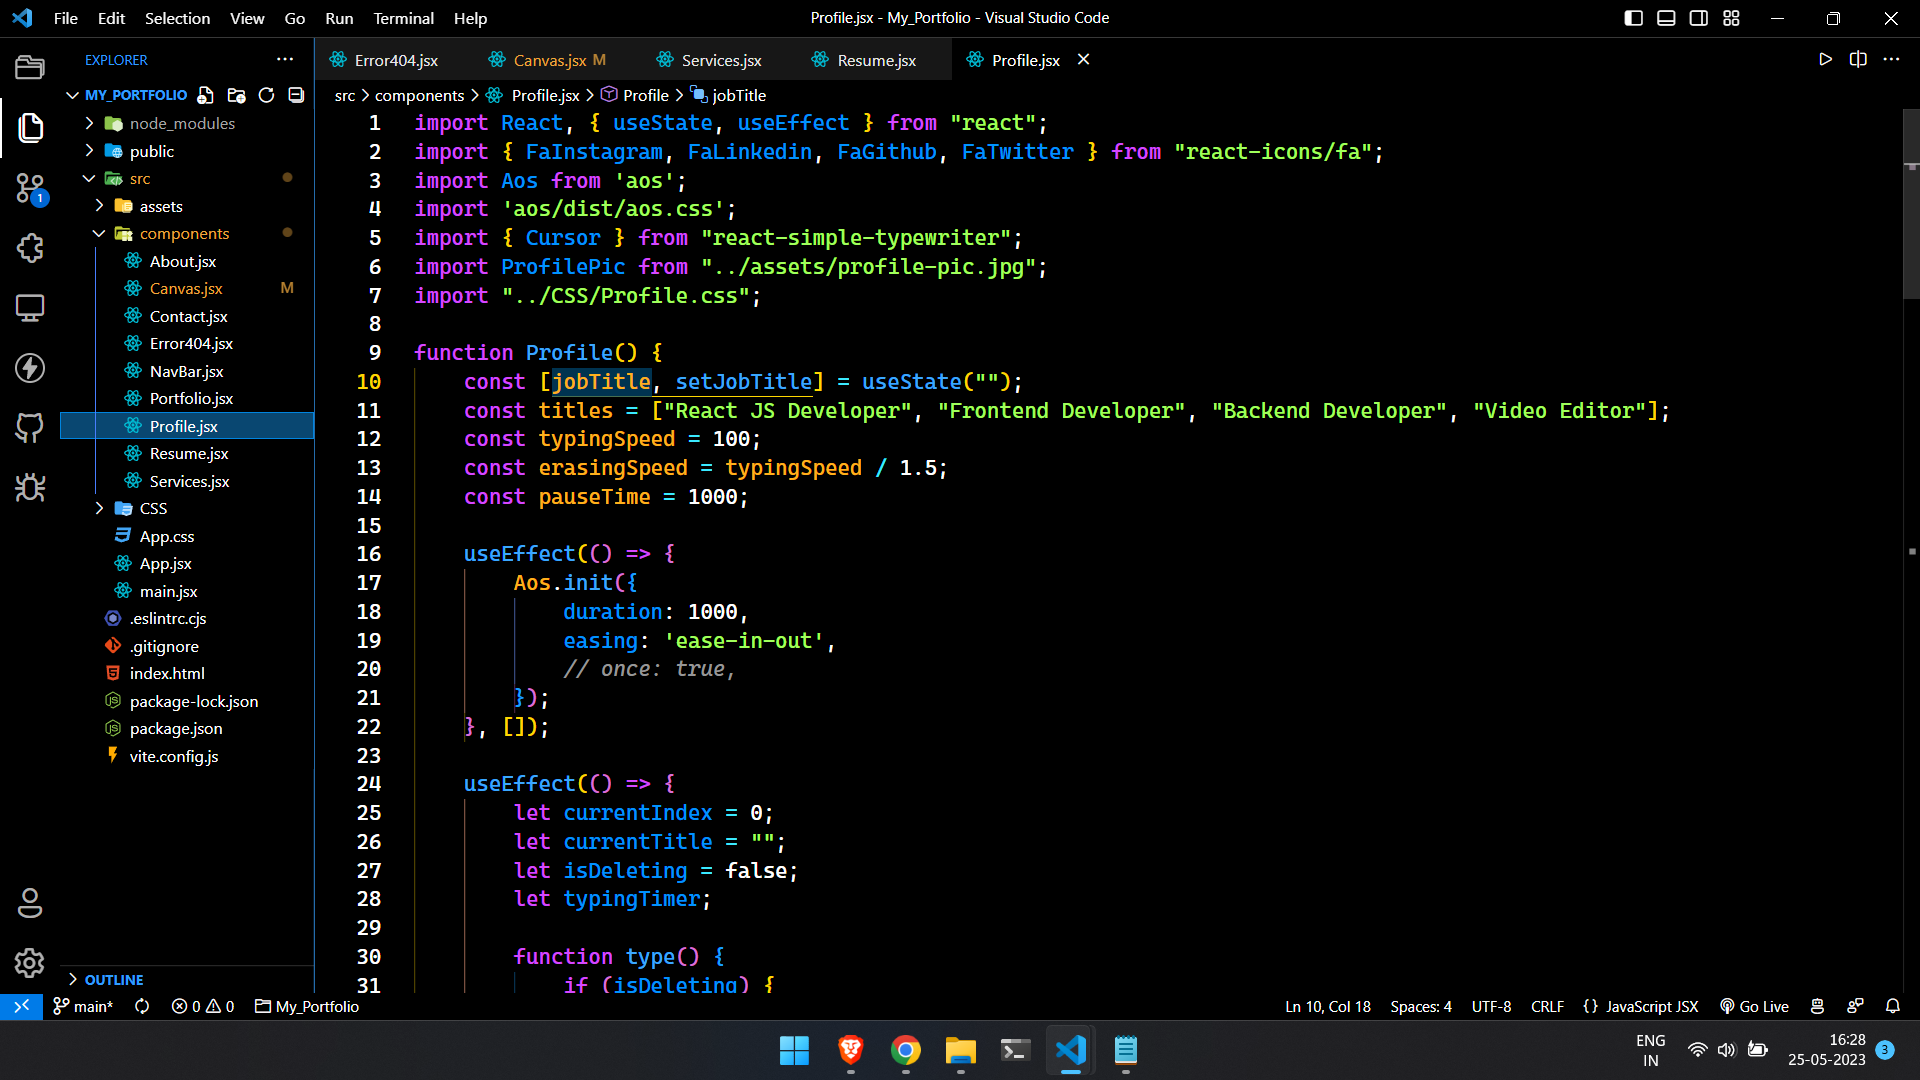 File Edit Selection View Go Run Terminal Help
Profile.jsx - My_Portfolio - Visual Studio Code
EXPLORER
MY_PORTFOLIO
node_modules
public
src
assets
components
About.jsx
Canvas.jsx M
Contact.jsx
Error404.jsx
NavBar.jsx
Portfolio.jsx
Profile.jsx
Resume.jsx
Services.jsx
CSS
App.css
App.jsx
main.jsx
.eslintrc.cjs
.gitignore
index.html
package-lock.json
package.json
vite.config.js
OUTLINE
1
Error404.jsx Canvas.jsx M Services.jsx Resume.jsx Profile.jsx
src > components > Profile.jsx > Profile > jobTitle
1 import React, { useState, useEffect } from "react";
2 import { FaInstagram, FaLinkedin, FaGithub, FaTwitter } from "react-icons/fa";
3 import Aos from 'aos';
4 import 'aos/dist/aos.css';
5 import { Cursor } from "react-simple-typewriter";
6 import ProfilePic from "../assets/profile-pic.jpg";
7 import "../CSS/Profile.css";
8
9 function Profile() {
10 const [jobTitle, setJobTitle] = useState("");
11 const titles = ["React JS Developer", "Frontend Developer", "Backend Developer", "Video Editor"];
12 const typingSpeed = 100;
13 const erasingSpeed = typingSpeed / 1.5;
14 const pauseTime = 1000;
15
16 useEffect(() => {
17 Aos.init({
18 duration: 1000,
19 easing: 'ease-in-out',
20 // once: true,
21 });
22 }, []);
23
24 useEffect(() => {
25 let currentIndex = 0;
26 let currentTitle = "";
27 let isDeleting = false;
28 let typingTimer;
29
30 function type() {
31 if (isDeleting) {
main* 0 0 My_Portfolio
Ln 10, Col 18 Spaces: 4 UTF-8 CRLF {} JavaScript JSX Go Live
ENG
IN
16:28
25-05-2023
3